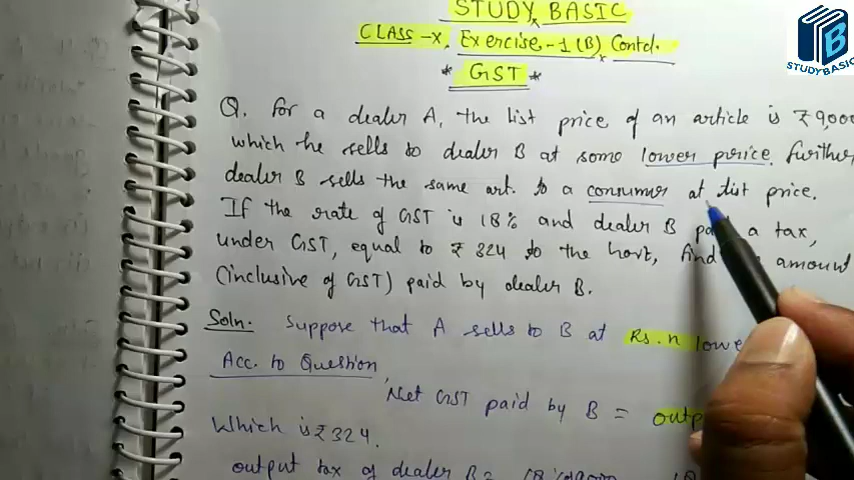 STUDY BASIC
CLASS-X, Exercise-1(B) Contd.
* GST *
STUDYBASIC
Q. For a dealer A, the list price of an article is ₹9,000
which he sells to dealer B at some lower price. Further,
dealer B sells the same art. to a consumer at list price.
If the rate of GST is 18% and dealer B paid a tax,
under GST, equal to ₹324 to the Govt, find amount
(inclusive of GST) paid by dealer B.
Soln. Suppose that A sells to B at Rs. x lowe
Acc. to Question,
Net GST paid by B = outp
Which is ₹324.
output tax of dealer B =